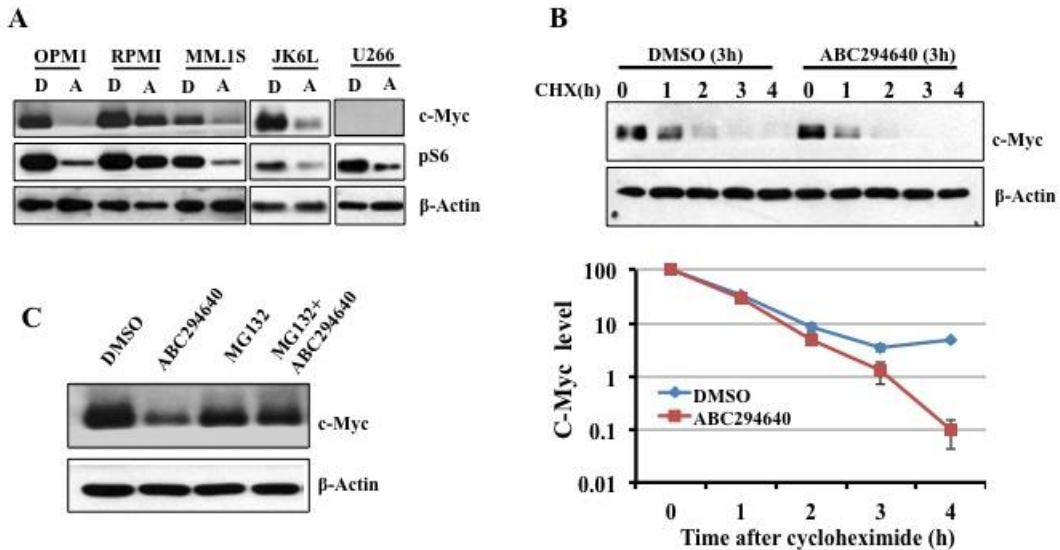 A
OPM1 RPMI MM.1S JK6L U266
D A D A D A D A D A
c-Myc
pS6
β-Actin
B
DMSO (3h) ABC294640 (3h)
CHX(h) 0 1 2 3 4 0 1 2 3 4
c-Myc
β-Actin
C
DMSO
ABC294640
MG132
MG132+
ABC294640
c-Myc
β-Actin
C-Myc level
100
10
1
0.1
0.01
DMSO
ABC294640
0 1 2 3 4
Time after cycloheximide (h)